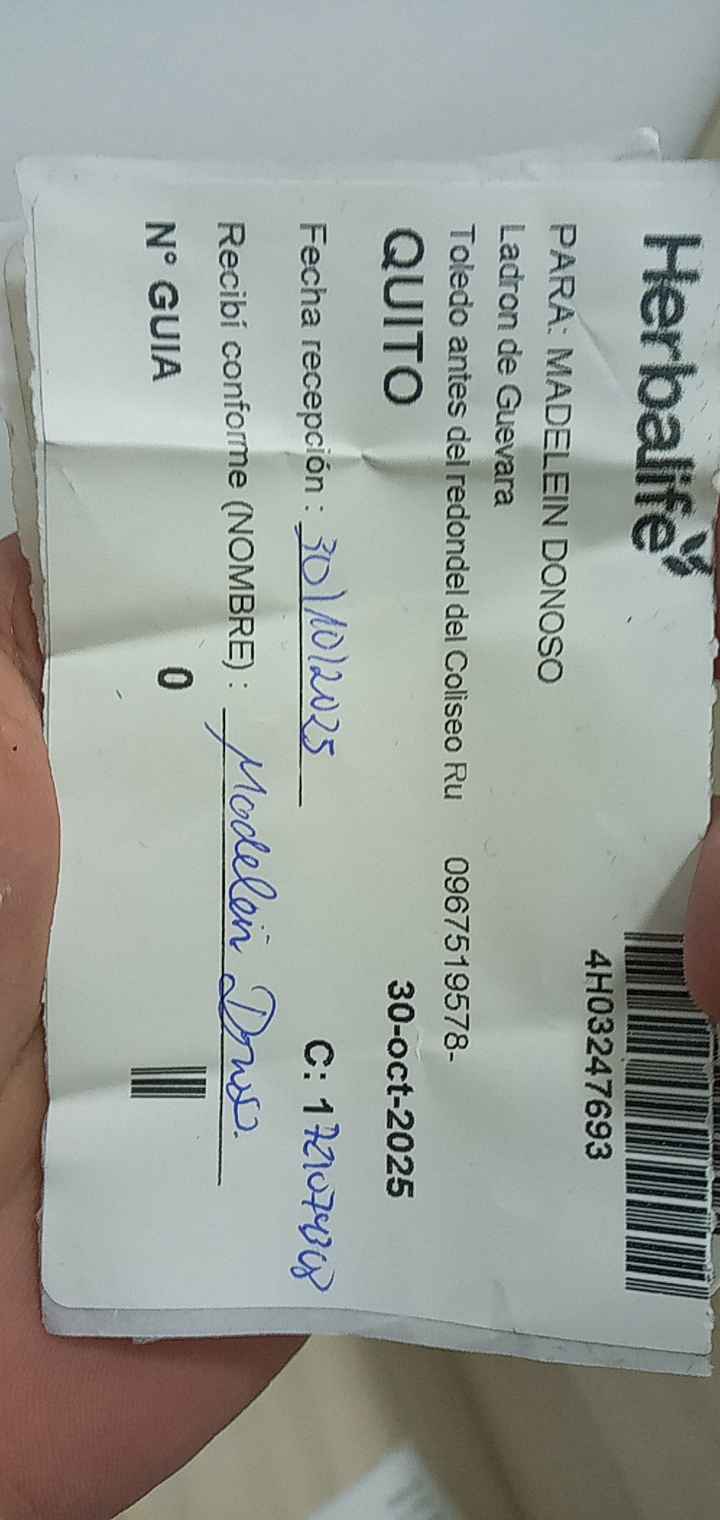 Herbalife
4H03247693
PARA: MADELEIN DONOSO
Ladron de Guevara
Toledo antes del redondel del Coliseo Ru 0967519578-
QUITO 30-oct-2025
Fecha recepción : 30/10/2025 C: 1
Recibí conforme (NOMBRE) : Madelein Donoso.
N° GUIA 0